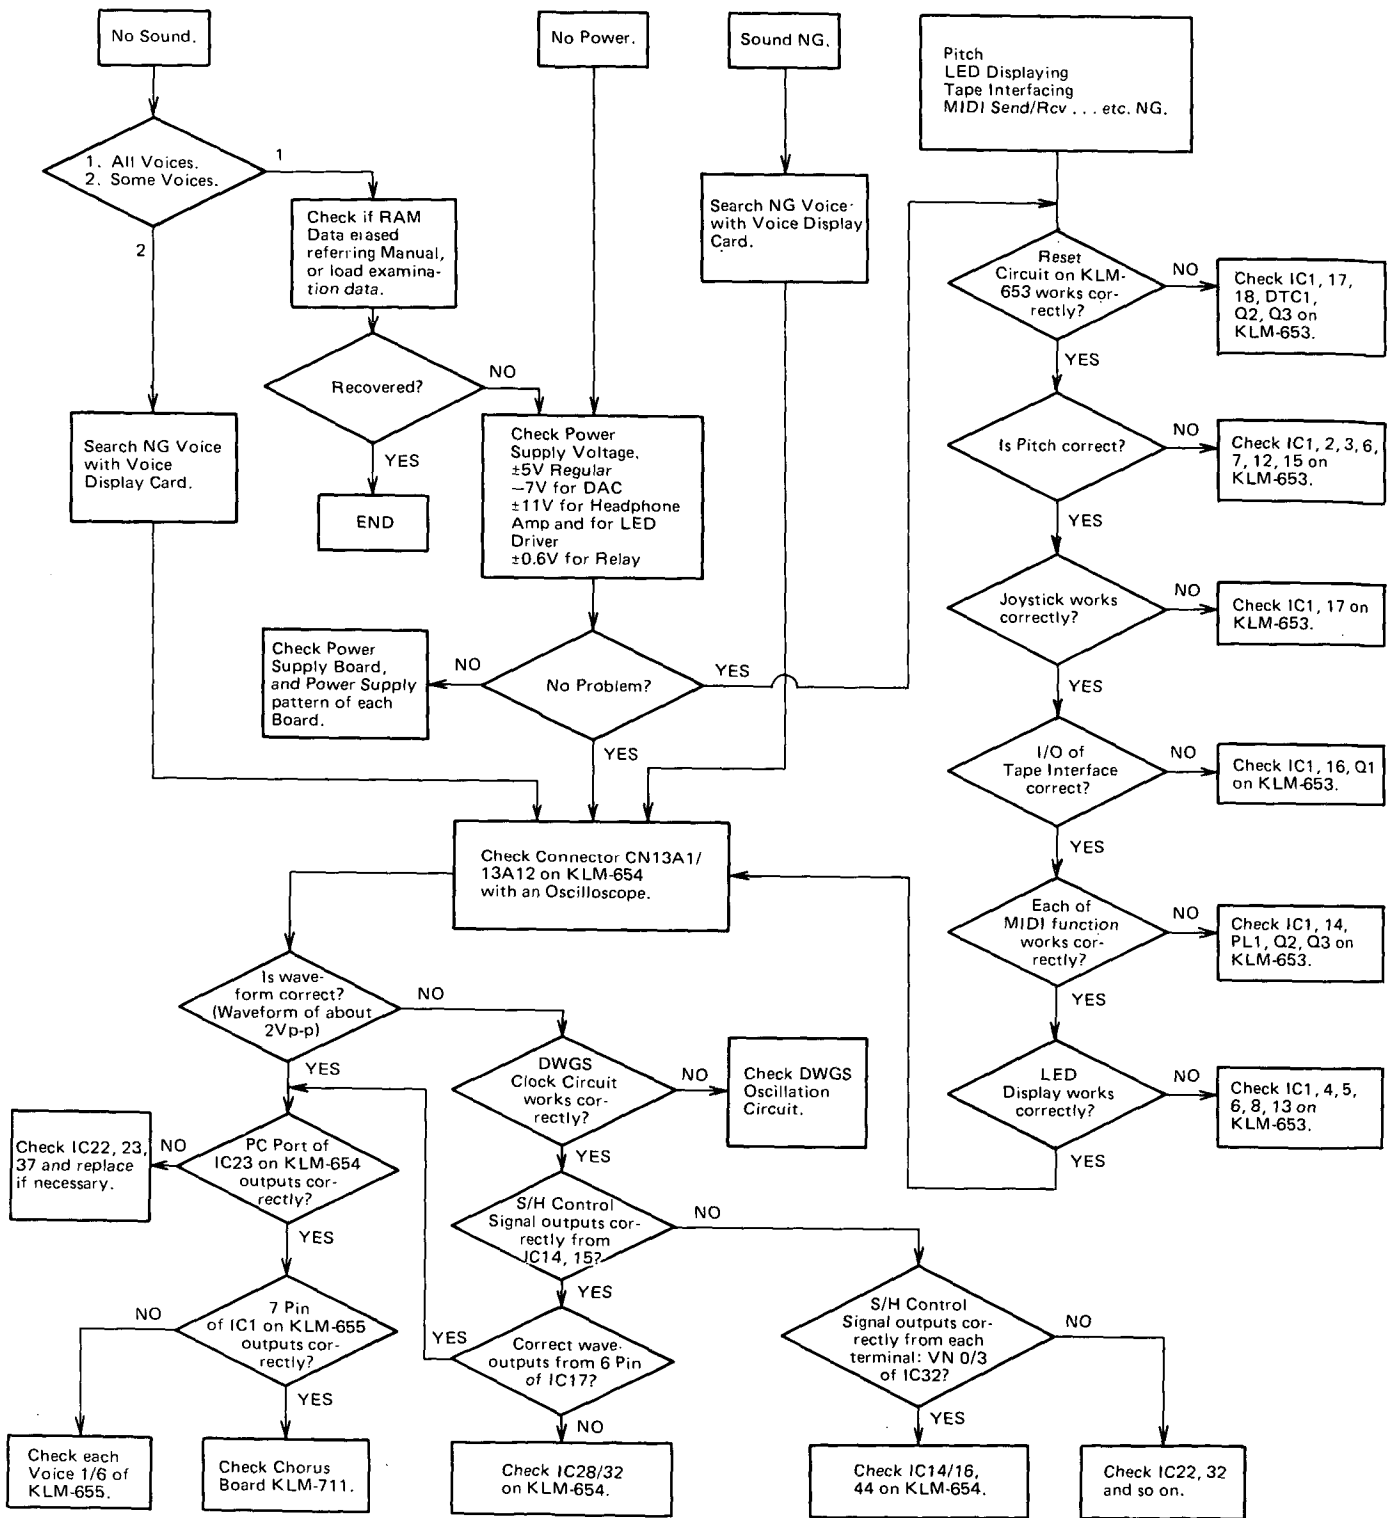 No Sound.
No Power.
Sound NG.
Pitch
LED Displaying
Tape Interfacing
MIDI Send/Rcv . . . etc. NG.
1. All Voices.
2. Some Voices.
1
2
Check if RAM
Data erased
referring Manual,
or load examina-
tion data.
Search NG Voice
with Voice Display
Card.
Reset
Circuit on KLM-
653 works cor-
rectly?
NO
Check IC1, 17,
18, DTC1,
Q2, Q3 on
KLM-653.
YES
Recovered?
NO
YES
END
Search NG Voice
with Voice
Display Card.
Check Power
Supply Voltage.
±5V Regular
−7V for DAC
±11V for Headphone
Amp and for LED
Driver
±0.6V for Relay
Is Pitch correct?
NO
Check IC1, 2, 3, 6,
7, 12, 15 on
KLM-653.
YES
Joystick works
correctly?
NO
Check IC1, 17 on
KLM-653.
YES
Check Power
Supply Board,
and Power Supply
pattern of each
Board.
NO
No Problem?
YES
YES
I/O of
Tape Interface
correct?
NO
Check IC1, 16, Q1
on KLM-653.
YES
Check Connector CN13A1/
13A12 on KLM-654
with an Oscilloscope.
Each of
MIDI function
works cor-
rectly?
NO
Check IC1, 14,
PL1, Q2, Q3 on
KLM-653.
YES
Is wave-
form correct?
(Waveform of about
2Vp-p)
NO
YES
DWGS
Clock Circuit
works cor-
rectly?
NO
Check DWGS
Oscillation
Circuit.
YES
LED
Display works
correctly?
NO
Check IC1, 4, 5,
6, 8, 13 on
KLM-653.
YES
Check IC22, 23,
37 and replace
if necessary.
NO
PC Port of
IC23 on KLM-654
outputs cor-
rectly?
YES
S/H Control
Signal outputs cor-
rectly from
IC14, 15?
NO
YES
7 Pin
of IC1 on KLM-655
outputs cor-
rectly?
NO
YES
Correct wave-
outputs from 6 Pin
of IC17?
YES
NO
S/H Control
Signal outputs cor-
rectly from each
terminal: VN 0/3
of IC32?
NO
YES
Check each
Voice 1/6 of
KLM-655.
Check Chorus
Board KLM-711.
Check IC28/32
on KLM-654.
Check IC14/16,
44 on KLM-654.
Check IC22, 32
and so on.